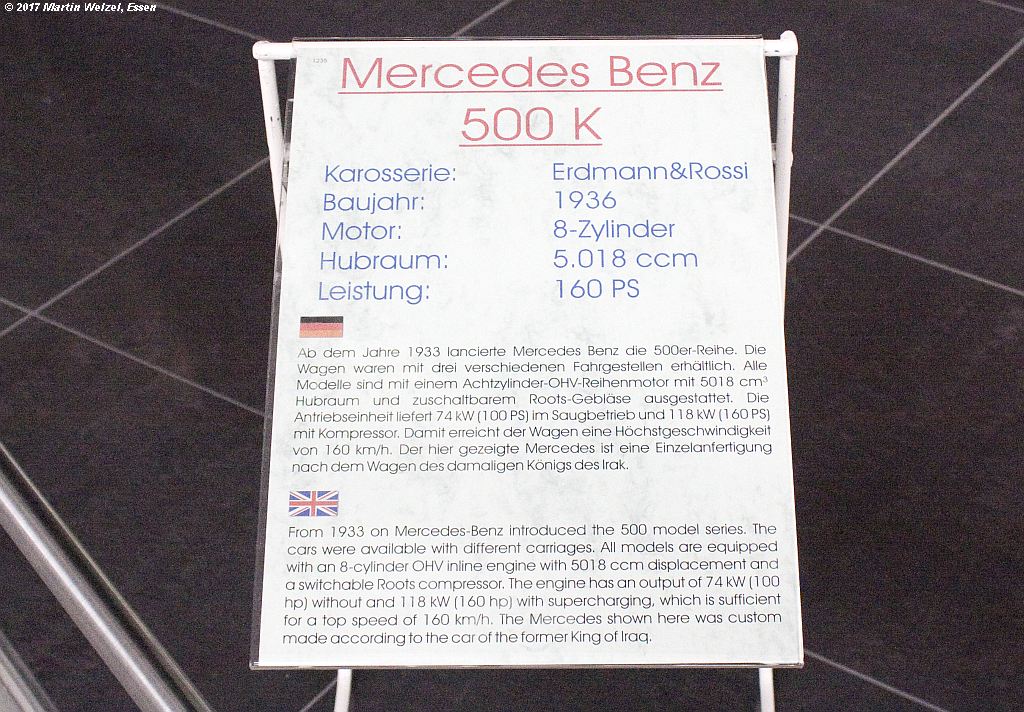 © 2017 Martin Welzel, Essen
1235
Mercedes Benz
500 K
Karosserie: Erdmann&Rossi
Baujahr: 1936
Motor: 8-Zylinder
Hubraum: 5.018 ccm
Leistung: 160 PS
Ab dem Jahre 1933 lancierte Mercedes Benz die 500er-Reihe. Die
Wagen waren mit drei verschiedenen Fahrgestellen erhältlich. Alle
Modelle sind mit einem Achtzylinder-OHV-Reihenmotor mit 5018 cm³
Hubraum und zuschaltbarem Roots-Gebläse ausgestattet. Die
Antriebseinheit liefert 74 kW (100 PS) im Saugbetrieb und 118 kW (160 PS)
mit Kompressor. Damit erreicht der Wagen eine Höchstgeschwindigkeit
von 160 km/h. Der hier gezeigte Mercedes ist eine Einzelanfertigung
nach dem Wagen des damaligen Königs des Irak.
From 1933 on Mercedes-Benz introduced the 500 model series. The
cars were available with different carriages. All models are equipped
with an 8-cylinder OHV inline engine with 5018 ccm displacement and
a switchable Roots compressor. The engine has an output of 74 kW (100
hp) without and 118 kW (160 hp) with supercharging, which is sufficient
for a top speed of 160 km/h. The Mercedes shown here was custom
made according to the car of the former King of Iraq.